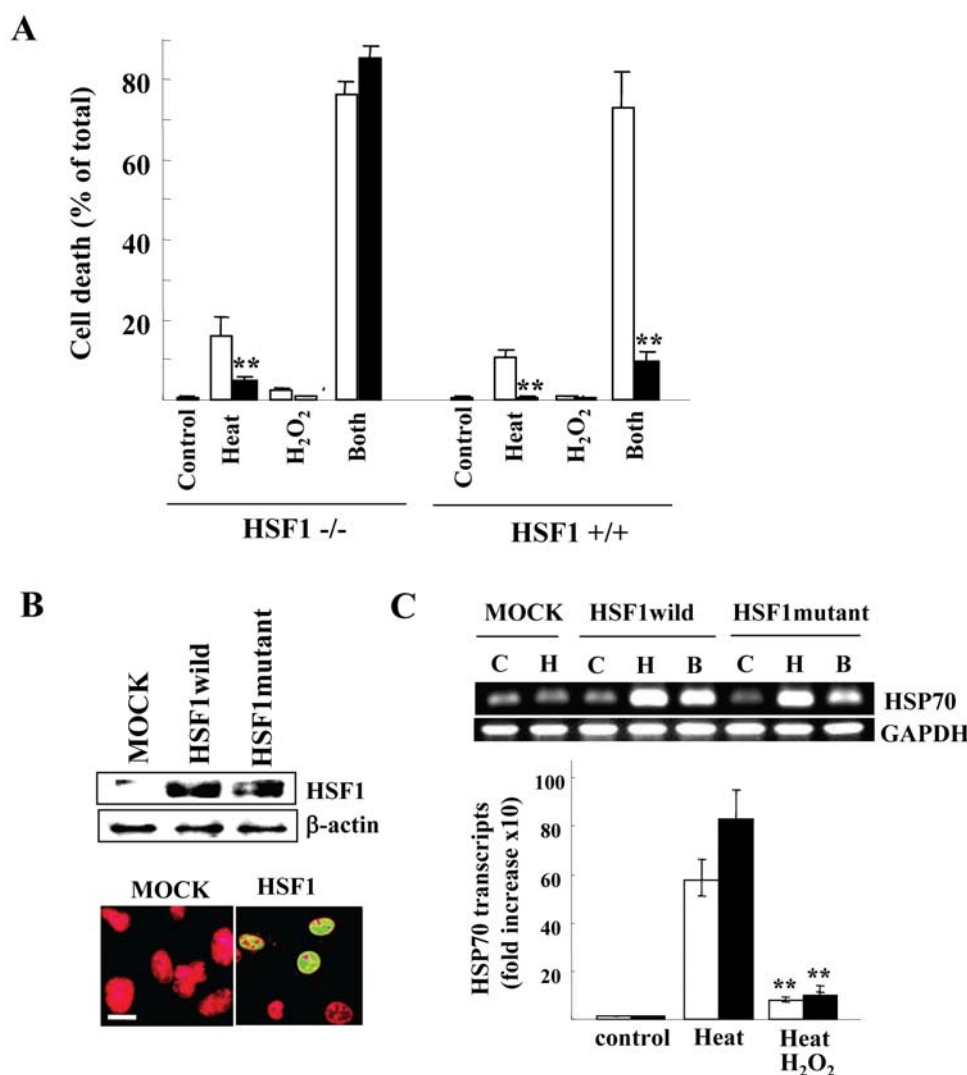 A
Cell death (% of total)
80
60
40
20
**
**
**
Control
Heat
H₂O₂
Both
Control
Heat
H₂O₂
Both
HSF1 -/-
HSF1 +/+
B
MOCK
HSF1wild
HSF1mutant
HSF1
β-actin
MOCK
HSF1
C
MOCK
HSF1wild
HSF1mutant
C H C H B C H B
HSP70
GAPDH
HSP70 transcripts
(fold increase x10)
100
80
60
40
20
** **
control
Heat
Heat
H₂O₂